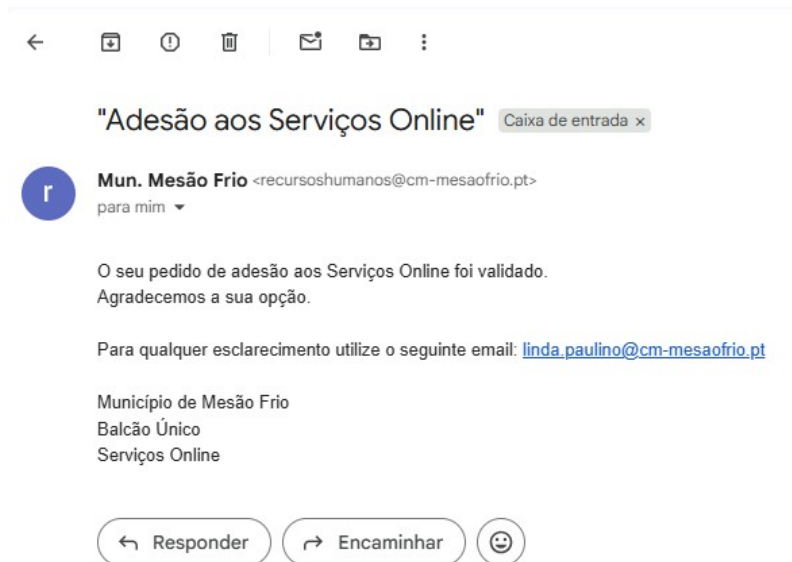 "Adesão aos Serviços Online" Caixa de entrada x
Mun. Mesão Frio <recursoshumanos@cm-mesaofrio.pt>
r
para mim
O seu pedido de adesão aos Serviços Online foi validado.
Agradecemos a sua opção.
Para qualquer esclarecimento utilize o seguinte email: linda.paulino@cm-mesaofrio.pt
Município de Mesão Frio
Balcão Único
Serviços Online
Responder Encaminhar